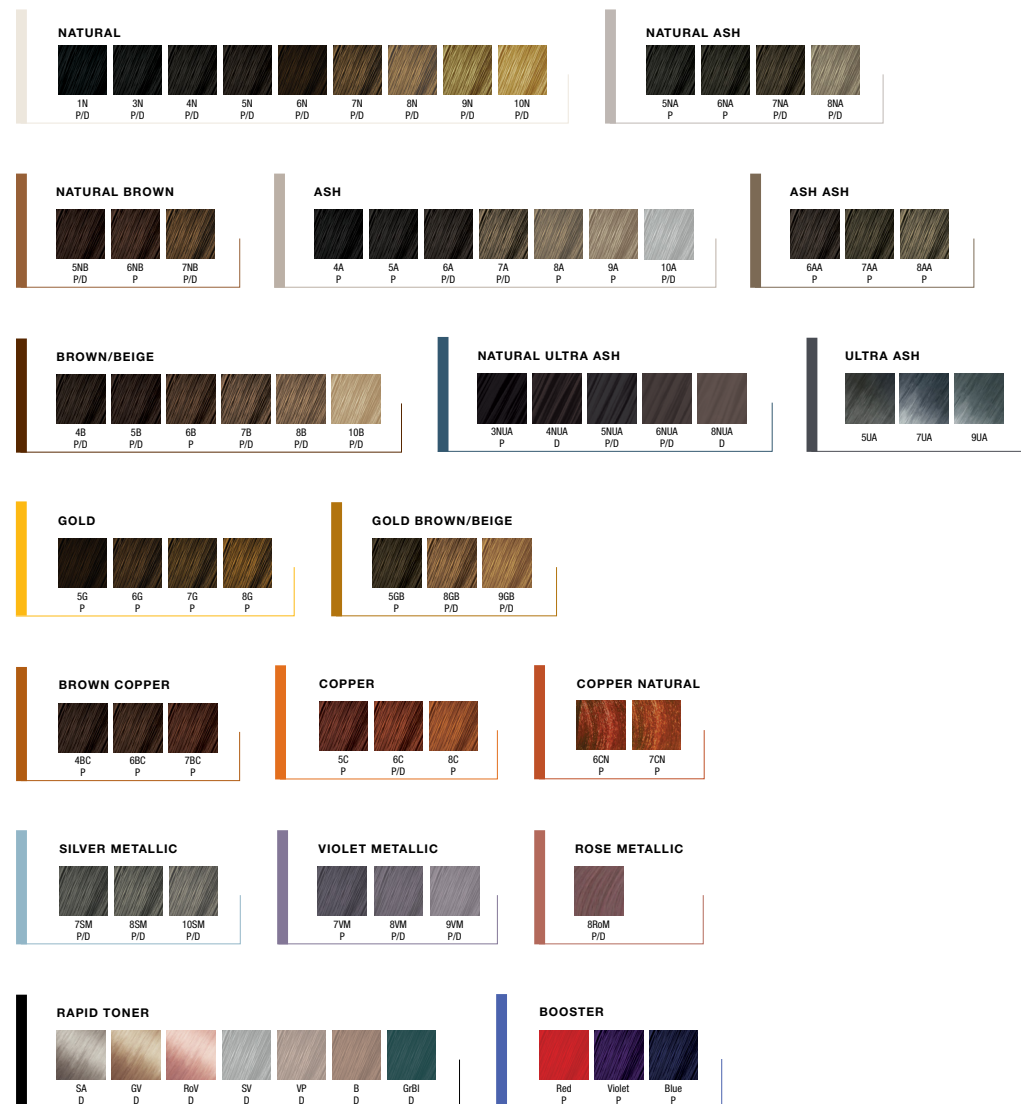 NATURAL
1N 3N 4N 5N 6N 7N 8N 9N 10N
P/D P/D P/D P/D P/D P/D P/D P/D P/D
NATURAL ASH
5NA 6NA 7NA 8NA
P P P/D P/D
NATURAL BROWN
5NB 6NB 7NB
P/D P P/D
ASH
4A 5A 6A 7A 8A 9A 10A
P P P/D P/D P P P/D
ASH ASH
6AA 7AA 8AA
P P P
BROWN/BEIGE
4B 5B 6B 7B 8B 10B
P/D P/D P P/D P/D P/D
NATURAL ULTRA ASH
3NUA 4NUA 5NUA 6NUA 8NUA
P D P/D P/D D
ULTRA ASH
5UA 7UA 9UA
GOLD
5G 6G 7G 8G
P P P P
GOLD BROWN/BEIGE
5GB 8GB 9GB
P P/D P/D
BROWN COPPER
4BC 6BC 7BC
P P P
COPPER
5C 6C 8C
P P/D P
COPPER NATURAL
6CN 7CN
P P
SILVER METALLIC
7SM 8SM 10SM
P/D P/D P/D
VIOLET METALLIC
7VM 8VM 9VM
P P/D P/D
ROSE METALLIC
8RoM
P/D
RAPID TONER
SA GV RoV SV VP B GrBl
D D D D D D D
BOOSTER
Red Violet Blue
P P P